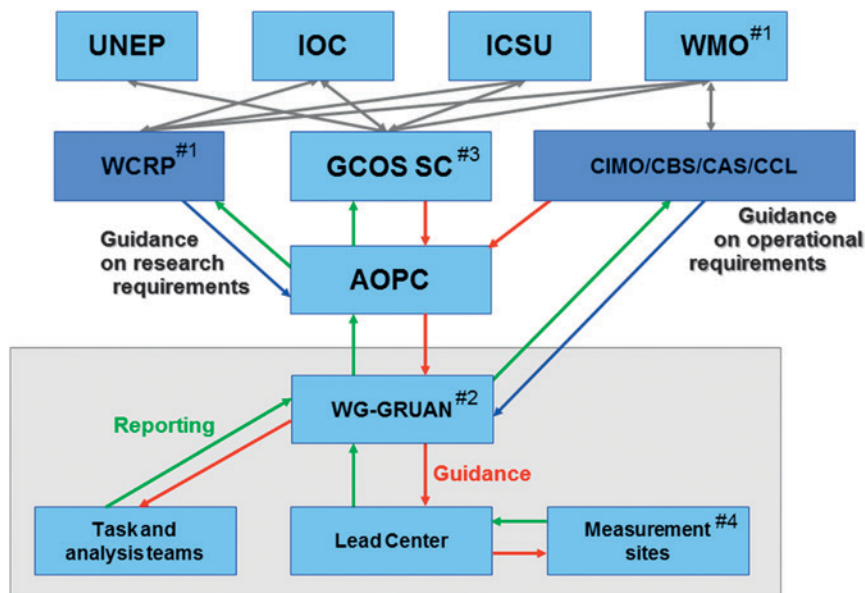 UNEP
IOC
ICSU
WMO #1
WCRP #1
GCOS SC #3
CIMO/CBS/CAS/CCL
Guidance
on research
requirements
Guidance
on operational
requirements
AOPC
WG-GRUAN #2
Reporting
Guidance
Task and
analysis teams
Lead Center
Measurement #4
sites